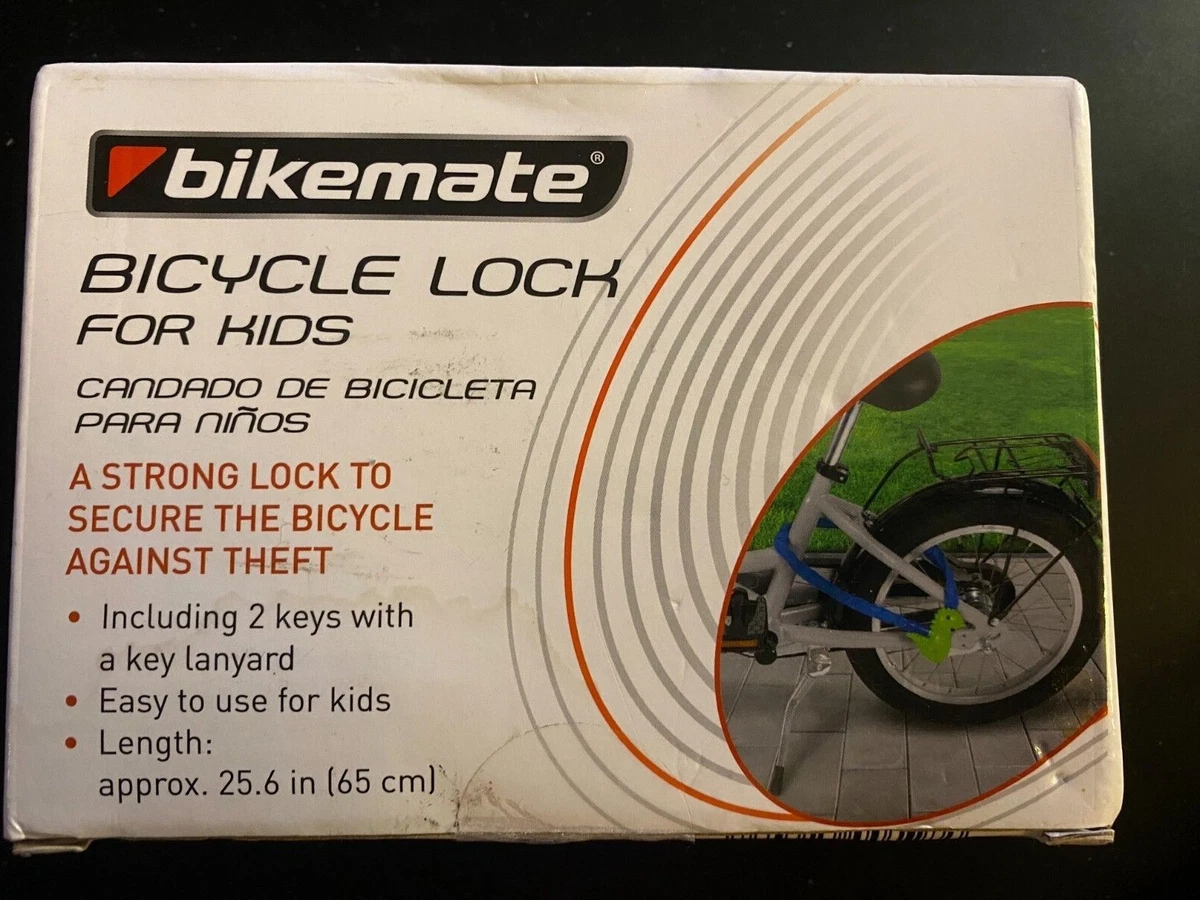 bikemate®
BICYCLE LOCK
FOR KIDS
CANDADO DE BICICLETA
PARA NIÑOS
A STRONG LOCK TO
SECURE THE BICYCLE
AGAINST THEFT
• Including 2 keys with
a key lanyard
• Easy to use for kids
• Length:
approx. 25.6 in (65 cm)